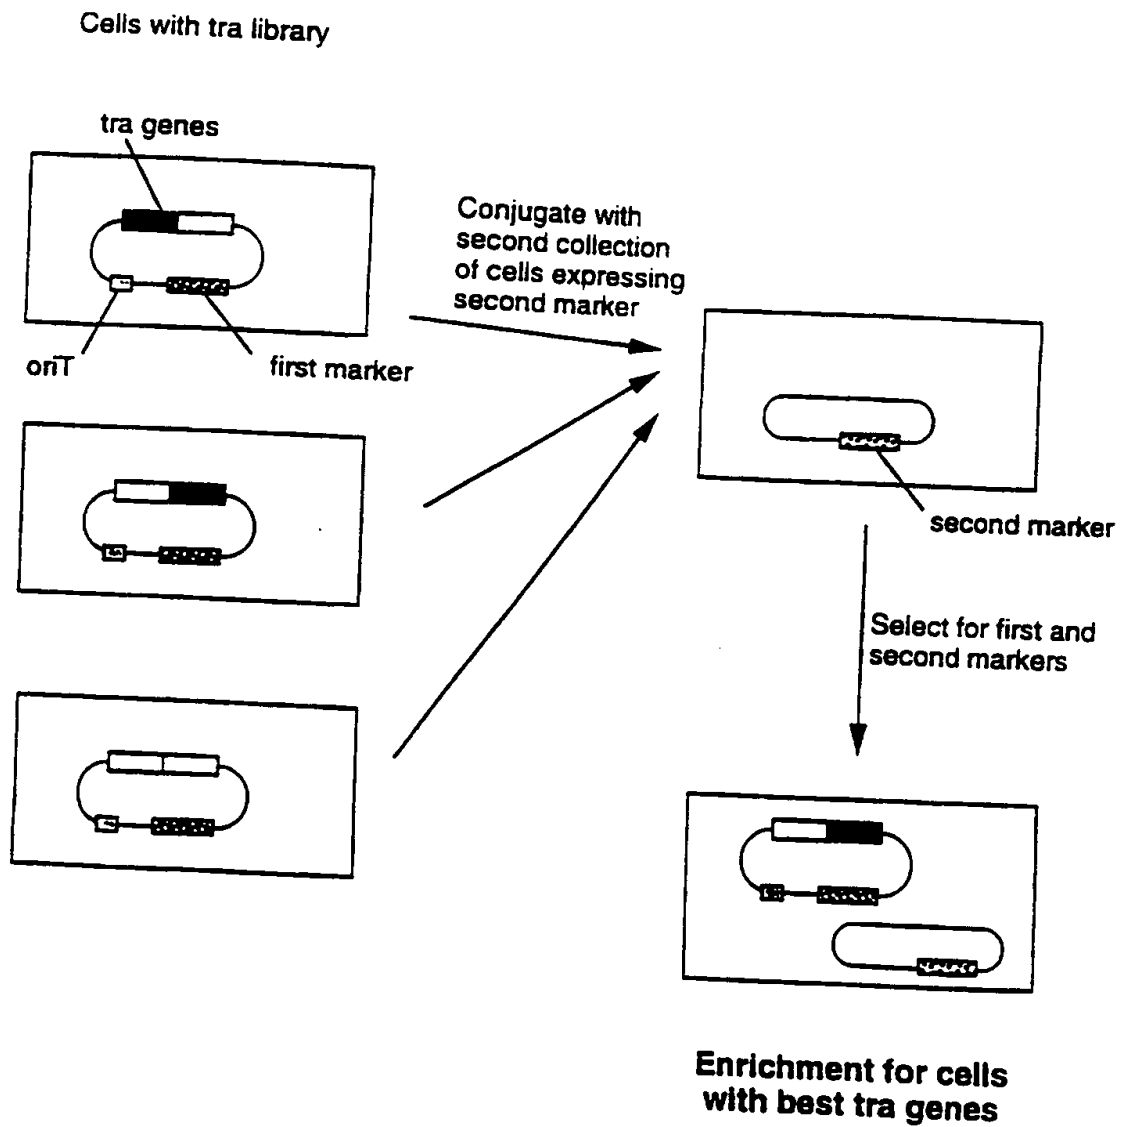 Cells with tra library
tra genes
Conjugate with
second collection
of cells expressing
second marker
oriT
first marker
second marker
Select for first and
second markers
Enrichment for cells
with best tra genes